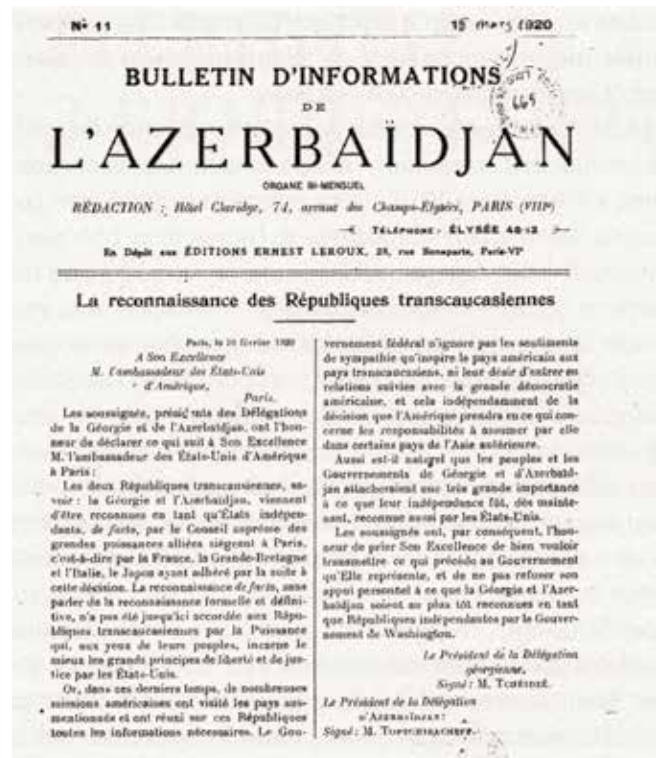 No 11
15 Mars 1920
BULLETIN D'INFORMATIONS
DE
L'AZERBAÏDJAN
ORGANE BI-MENSUEL
RÉDACTION : Hôtel Claridge, 74, avenue des Champs-Élysées, PARIS (VIIIe)
TÉLÉPHONE : ÉLYSÉE
En Dépôt aux ÉDITIONS ERNEST LEROUX, 28, rue Bonaparte, Paris-VIe
La reconnaissance des Républiques transcaucasiennes
Paris, le février 1920
A Son Excellence
M. l'ambassadeur des États-Unis
d'Amérique,
Paris.
Les soussignés, présidents des Délégations
de la Géorgie et de l'Azerbaïdjan, ont l'hon-
neur de déclarer ce qui suit à Son Excellence
M. l'ambassadeur des États-Unis d'Amérique
à Paris :
Les deux Républiques transcaucasiennes, sa-
voir : la Géorgie et l'Azerbaïdjan, viennent
d'être reconnues en tant qu'États indépen-
dants, de facto, par le Conseil suprême des
grandes puissances alliées siégeant à Paris,
c'est-à-dire par la France, la Grande-Bretagne
et l'Italie, le Japon ayant adhéré par la suite à
cette décision. La reconnaissance de facto, sans
parler de la reconnaissance formelle et défini-
tive, n'a pas été jusqu'ici accordée aux Répu-
bliques transcaucasiennes par la Puissance
qui, aux yeux de leurs peuples, incarne le
mieux les grands principes de liberté et de jus-
tice par les États-Unis.
Or, dans ces derniers temps, de nombreuses
missions américaines ont visité les pays sus-
mentionnés et ont réuni sur ces Républiques
toutes les informations nécessaires. Le Gou-
vernement fédéral n'ignore pas les sentiments
de sympathie qu'inspire le pays américain aux
pays transcaucasiens, ni leur désir d'entrer en
relations suivies avec la grande démocratie
américaine, et cela indépendamment de la
décision que l'Amérique prendra en ce qui con-
cerne les responsabilités à assumer par elle
dans certains pays de l'Asie antérieure.
Aussi est-il naturel que les peuples et les
Gouvernements de Géorgie et d'Azerbaïd-
jan attacheraient une très grande importance
à ce que leur indépendance fût, dès mainte-
nant, reconnue aussi par les États-Unis.
Les soussignés ont, par conséquent, l'hon-
neur de prier Son Excellence de bien vouloir
transmettre ce qui précède au Gouvernement
qu'Elle représente, et de ne pas refuser son
appui personnel à ce que la Géorgie et l'Azer-
baïdjan soient au plus tôt reconnues en tant
que Républiques indépendantes par le Gouver-
nement de Washington.
Le Président de la Délégation
géorgienne,
Signé : M. TCHÉIDZÉ.
Le Président de la Délégation
d'AZERBAÏDJAN :
Signé : M. TOPTCHIBACHEFF.